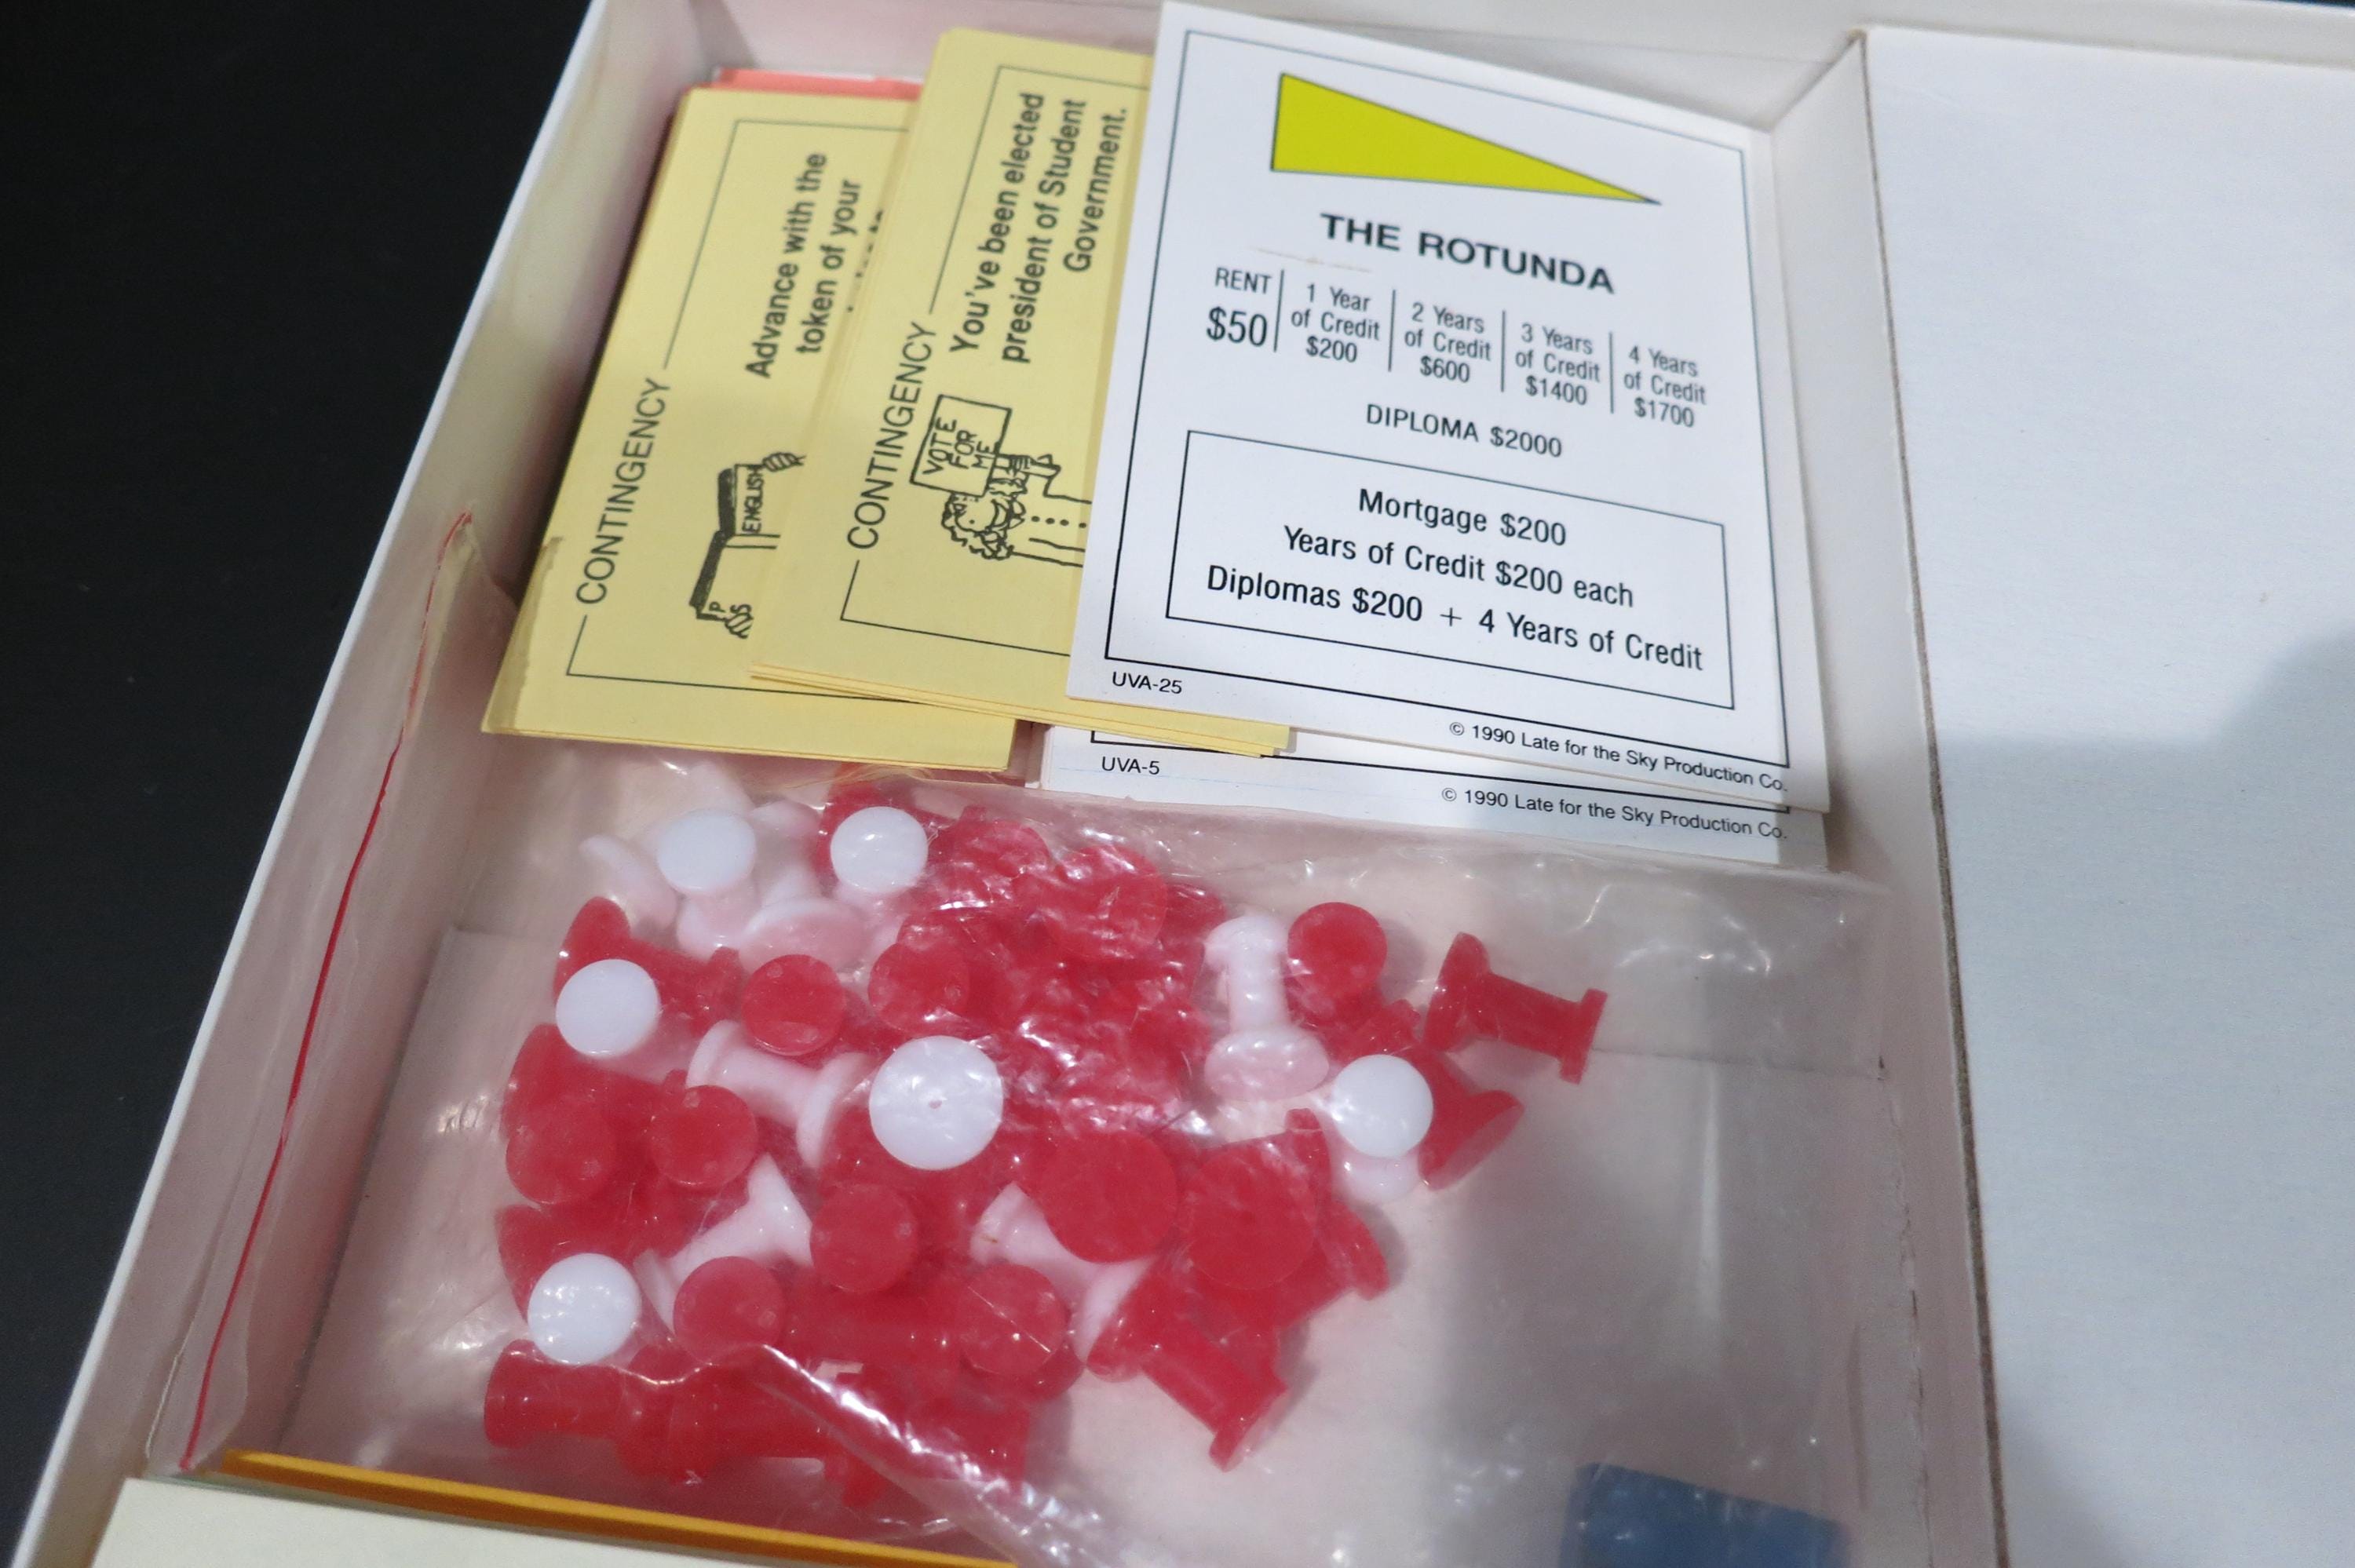 CONTINGENCY
Advance with the
token of your
ENGLISH
CONTINGENCY
You've been elected
president of Student
Government.
VOTE
FOR
ME
THE ROTUNDA
RENT
$50
1 Year
of Credit
$200
2 Years
of Credit
$600
3 Years
of Credit
$1400
4 Years
of Credit
$1700
DIPLOMA $2000
Mortgage $200
Years of Credit $200 each
Diplomas $200 + 4 Years of Credit
UVA-25
© 1990 Late for the Sky Production Co.
UVA-5
© 1990 Late for the Sky Production Co.